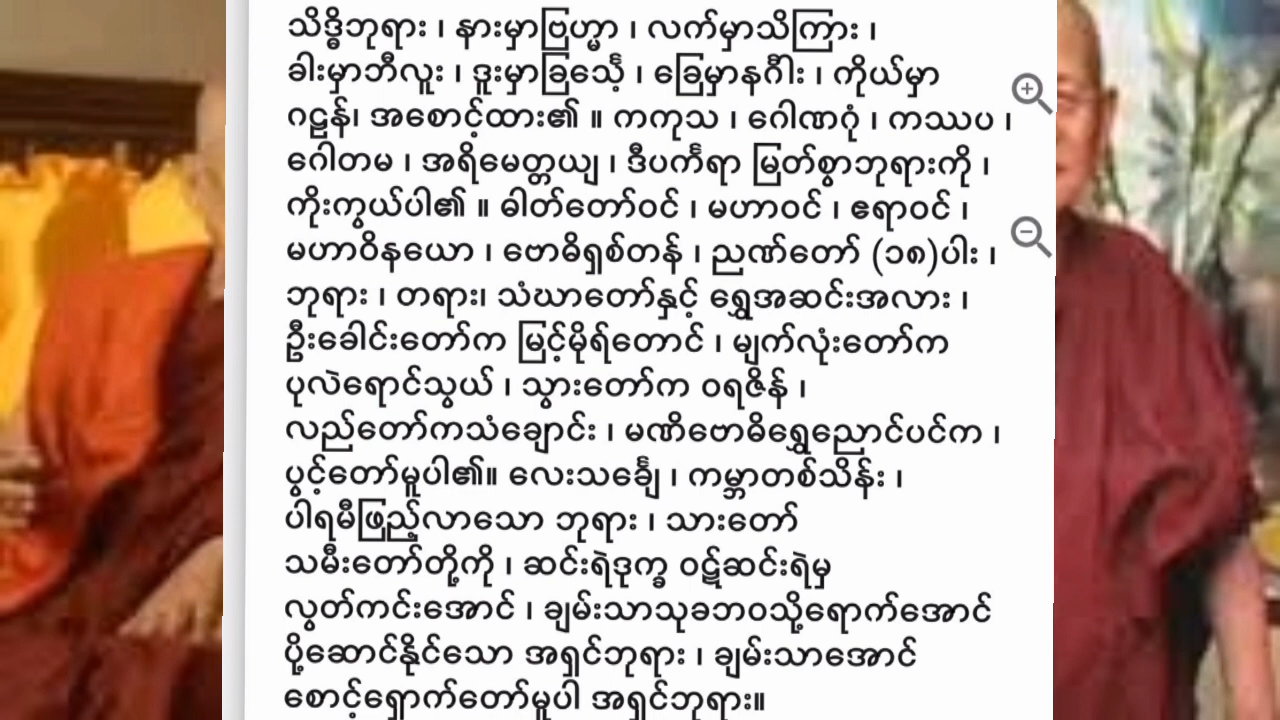 သိဒ္ဓိဘုရား ၊ နားမှာဗြဟ္မာ ၊ လက်မှာသိကြား ၊
ခါးမှာဘီလူး ၊ ဒူးမှာခြင်္သေ့ ၊ ခြေမှာနဂါႋး ၊ ကိုယ်မှာ
ဂဠုန်၊ အစောင့်ထား၏ ။ ကကုသ ၊ ဂေါဏဂုံ ၊ ကဿပ ၊
ဂေါတမ ၊ အရိမေတ္တယျ ၊ ဒီပင်္ကရာ မြတ်စွာဘုရားကို ၊
ကိုးကွယ်ပါ၏ ။ ဓါတ်တော်ဝင် ၊ မဟာဝင် ၊ ဧရာဝင် ၊
မဟာဝိနယော ၊ ဗောဓိရှစ်တန် ၊ ညဏ်တော် (၁၈)ပါး ၊
ဘုရား ၊ တရား၊ သံဃာတော်နှင့် ရွှေအဆင်းအလား ၊
ဦးခေါင်းတော်က မြင့်မိုရ်တောင် ၊ မျက်လုံးတော်က
ပုလဲရောင်သွယ် ၊ သွားတော်က ဝရဇိန် ၊
လည်တော်ကသံချောင်း ၊ မဏိဗောဓိရွှေညောင်ပင်က ၊
ပွင့်တော်မူပါ၏။ လေးသင်္ချေ ၊ ကမ္ဘာတစ်သိန်း ၊
ပါရမီဖြည့်လာသော ဘုရား ၊ သားတော်
သမီးတော်တို့ကို ၊ ဆင်းရဲဒုက္ခ ဝဋ်ဆင်းရဲမှ
လွတ်ကင်းအောင် ၊ ချမ်းသာသုခဘဝသို့ရောက်အောင်
ပို့ဆောင်နိုင်သော အရှင်ဘုရား ၊ ချမ်းသာအောင်
စောင့်ရှောက်တော်မူပါ အရှင်ဘုရား။